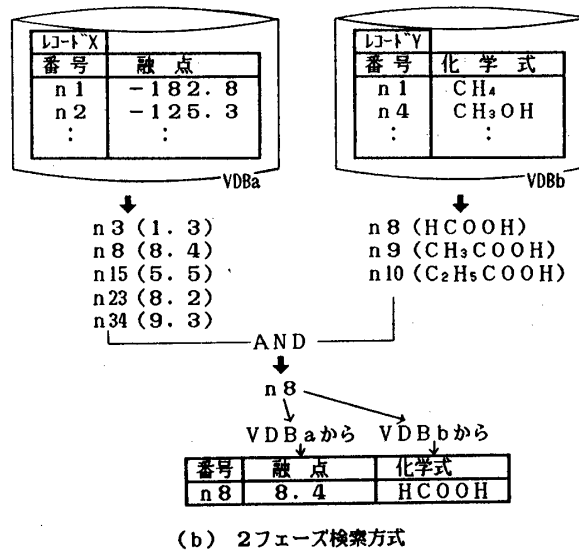 レコードX
番号 融点
n1 -182.8
n2 -125.3
: :
VDBa
レコードY
番号 化学式
n1 CH₄
n4 CH₃OH
: :
VDBb
n3(1.3)
n8(8.4)
n15(5.5)
n23(8.2)
n34(9.3)
n8(HCOOH)
n9(CH₃COOH)
n10(C₂H₅COOH)
AND
n8
VDBaから VDBbから
番号 融点 化学式
n8 8.4 HCOOH
(b) 2フェーズ検索方式